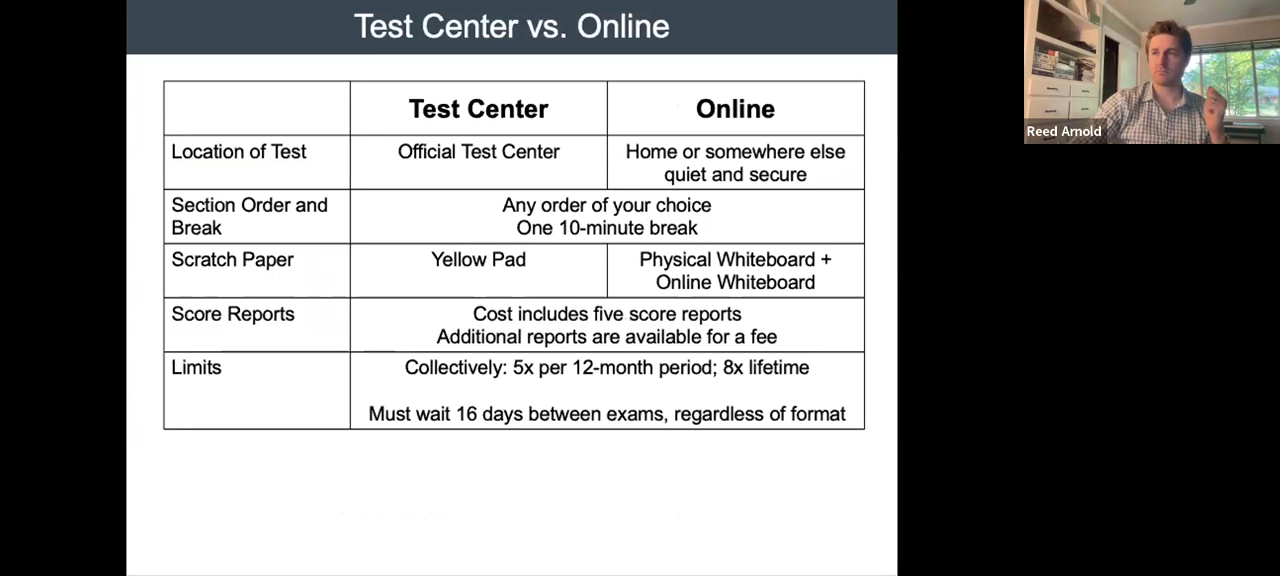 Test Center vs. Online
Test Center
Online
Location of Test
Official Test Center
Home or somewhere else
quiet and secure
Section Order and
Break
Any order of your choice
One 10-minute break
Scratch Paper
Yellow Pad
Physical Whiteboard +
Online Whiteboard
Score Reports
Cost includes five score reports
Additional reports are available for a fee
Limits
Collectively: 5x per 12-month period; 8x lifetime
Must wait 16 days between exams, regardless of format
Reed Arnold